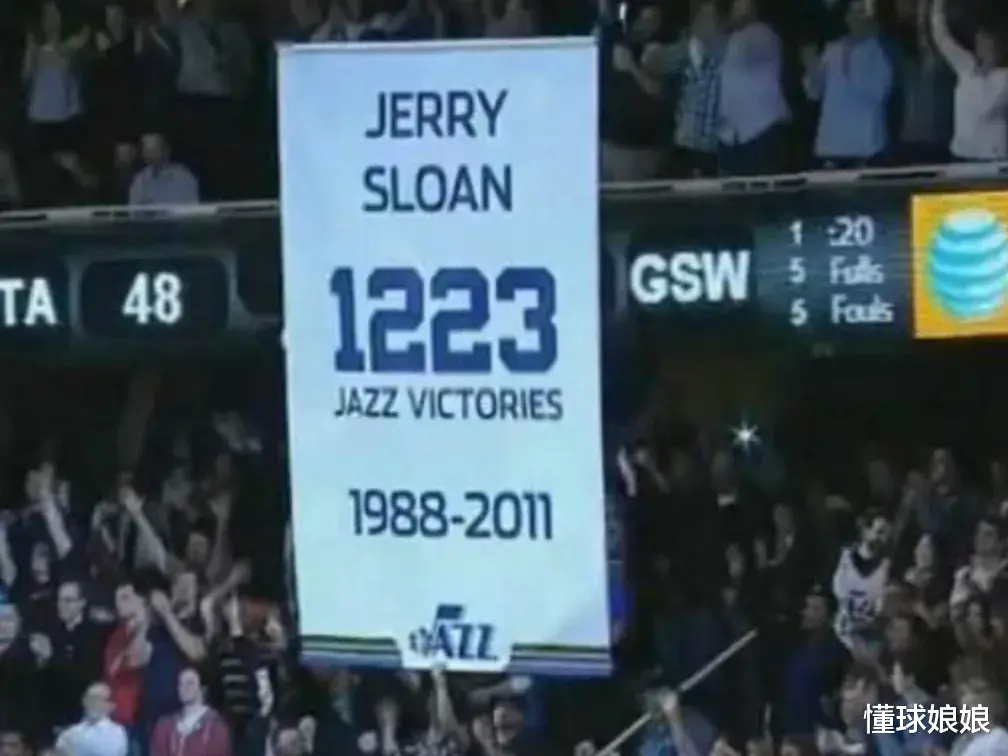 JERRY
SLOAN
1223
JAZZ VICTORIES
1988-2011
JAZZ
TA 48
GSW
1 :20
5 Fulls
5 Fouls
懂球娘娘